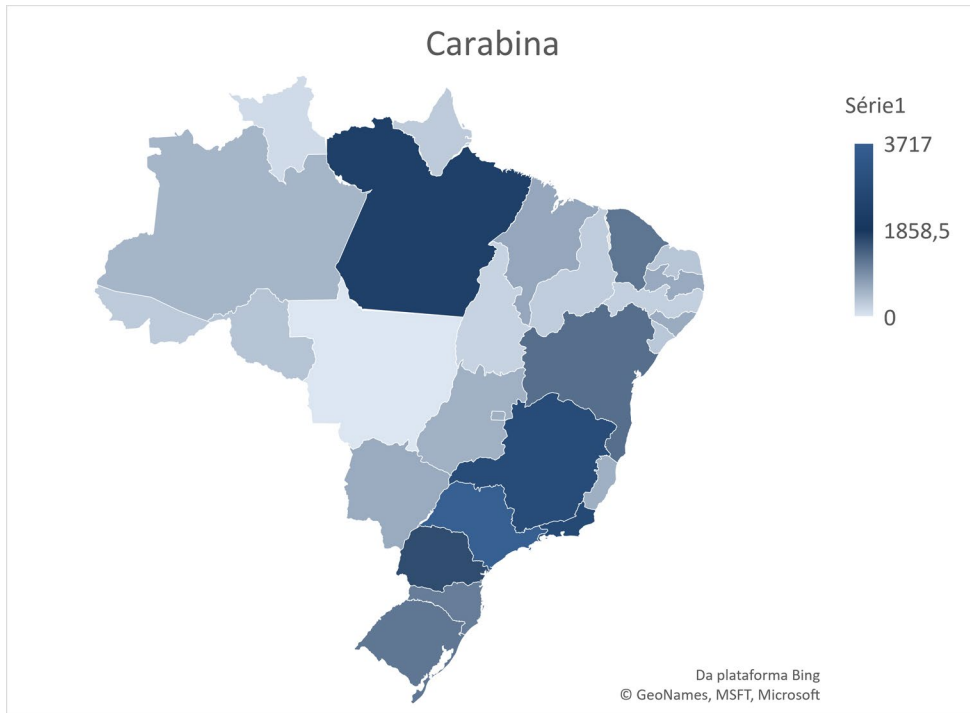 Carabina
Série1
3717
1858,5
0
Da plataforma Bing
© GeoNames, MSFT, Microsoft